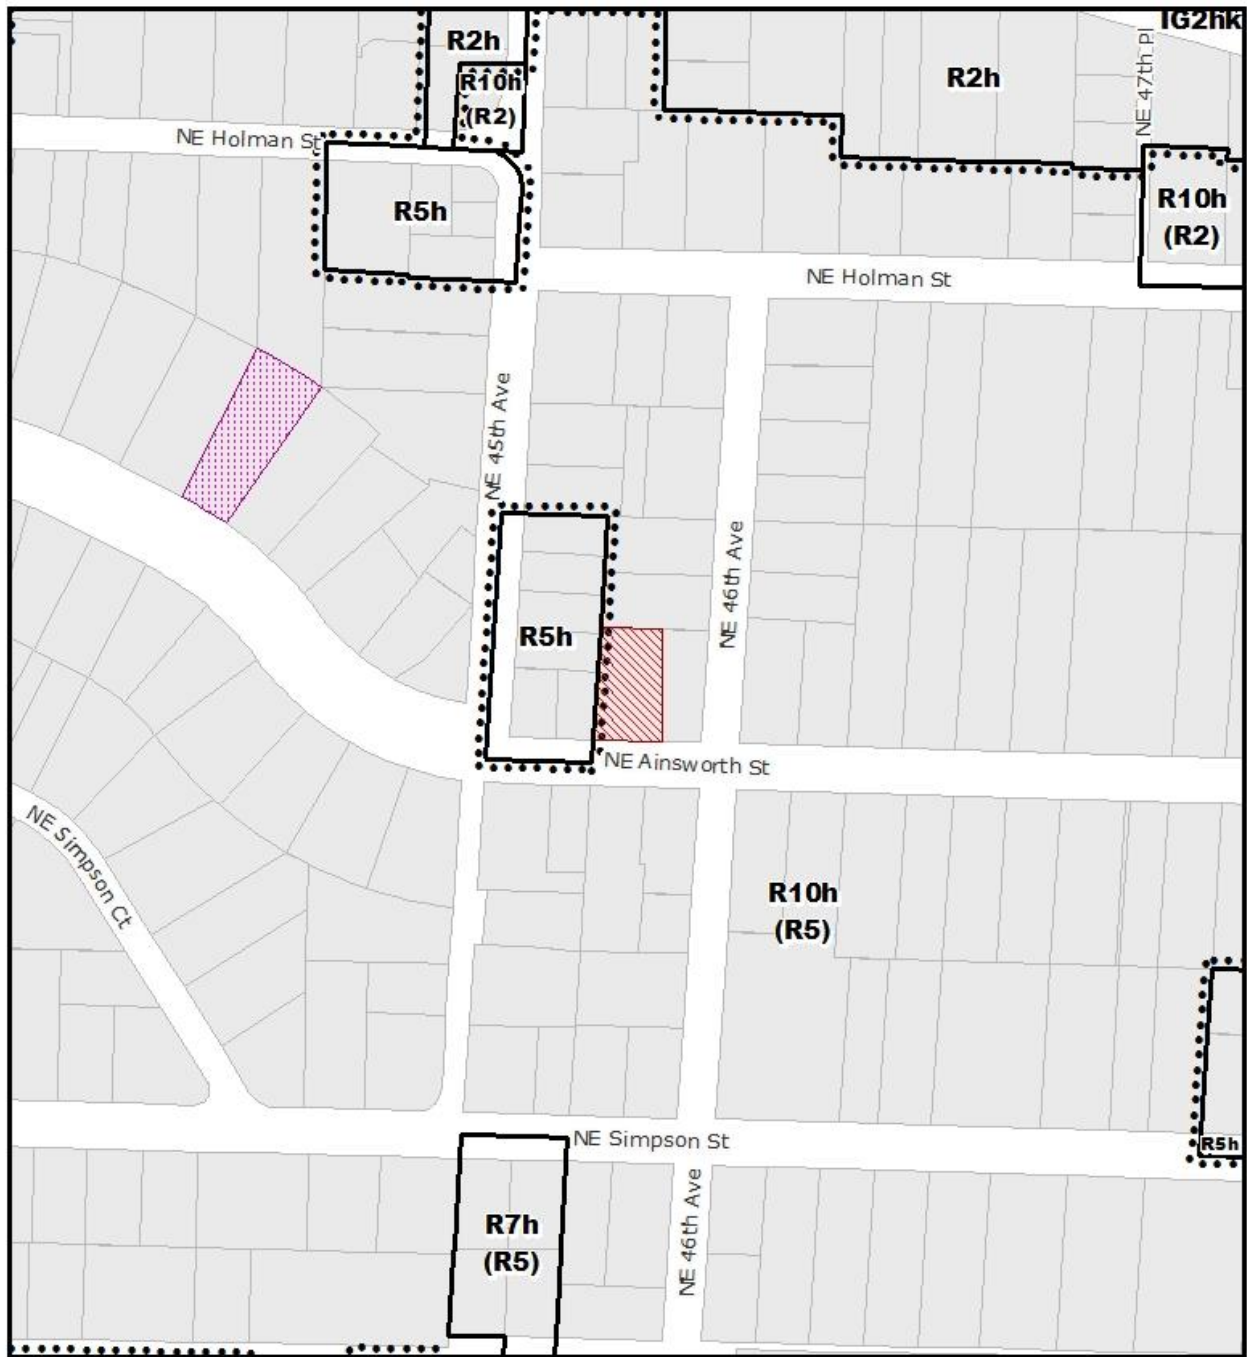 IG2hk
R2h
R10h
(R2)
R2h
NE 47th Pl
NE Holman St
R5h
R10h
(R2)
NE Holman St
NE 45th Ave
NE 46th Ave
R5h
NE Ainsworth St
NE Simpson Ct
R10h
(R5)
NE Simpson St
R5h
NE 46th Ave
R7h
(R5)